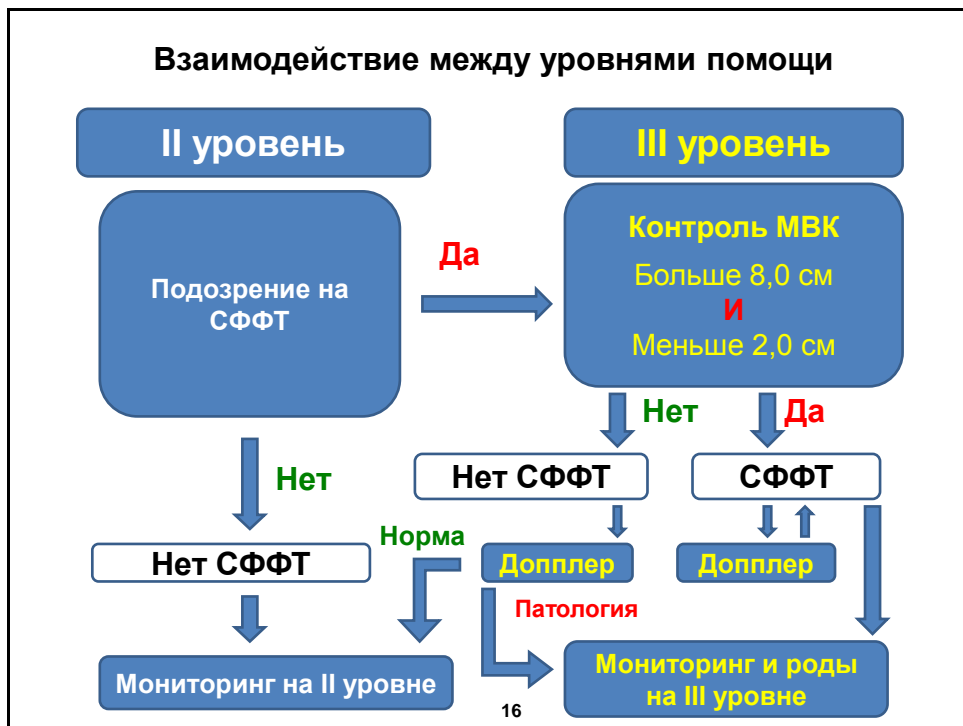 Взаимодействие между уровнями помощи
II уровень
III уровень
Подозрение на
СФФТ
Да
Контроль МВК
Больше 8,0 см
И
Меньше 2,0 см
Нет
Нет
Да
Нет СФФТ
СФФТ
Нет СФФТ
Норма
Допплер
Допплер
Патология
Мониторинг на II уровне
Мониторинг и роды
на III уровне
16